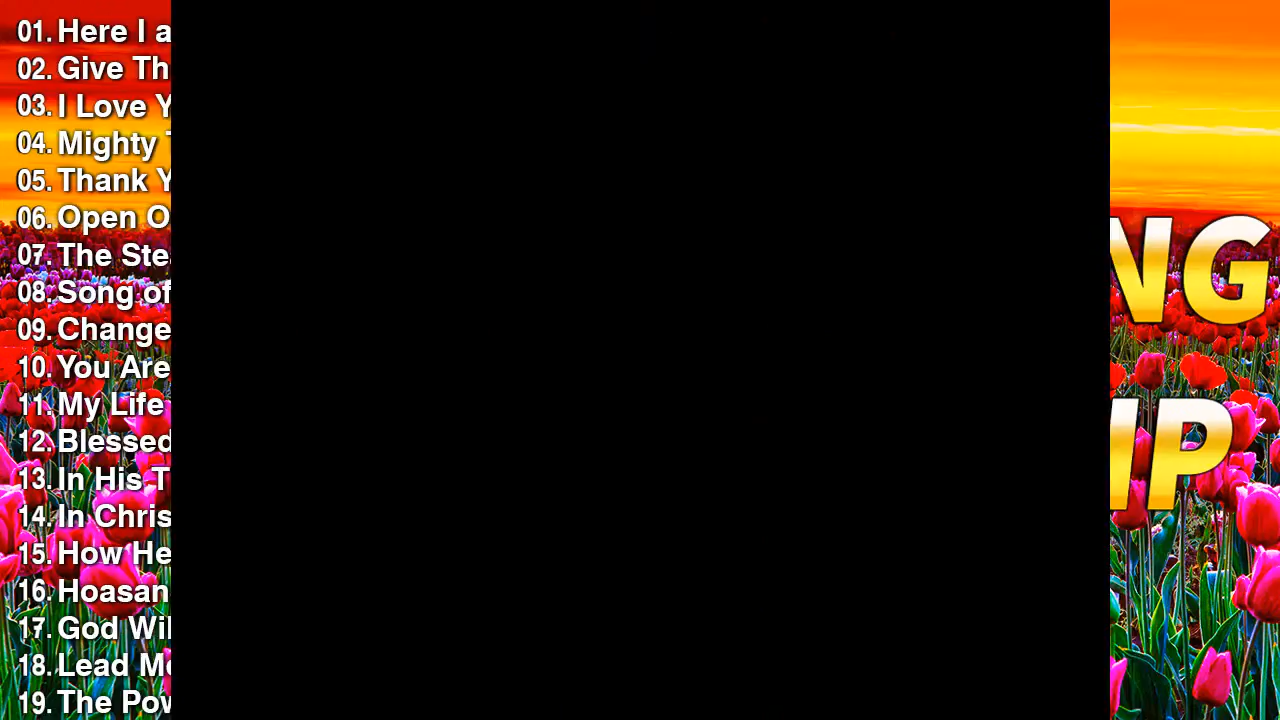 01. Here I a
02. Give Th
03. I Love Y
04. Mighty
05. Thank Y
06. Open O
07. The Ste
08. Song of
09. Change
10. You Are
11. My Life
12. Blessed
13. In His T
14. In Chris
15. How He
16. Hoasan
17. God Wil
18. Lead Me
19. The Pow
NG
IP